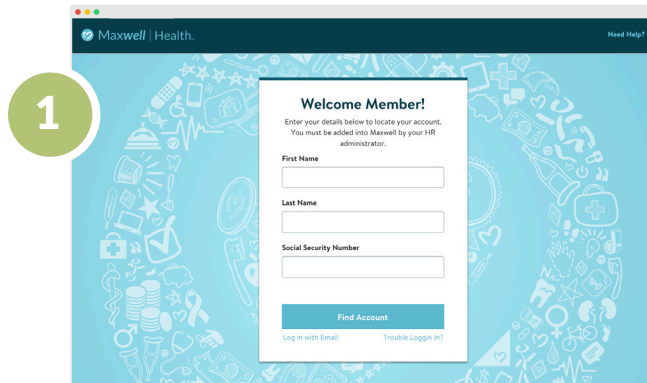 Maxwell | Health.
Need Help?
1
Welcome Member!
Enter your details below to locate your account.
You must be added into Maxwell by your HR
administrator.
First Name
Last Name
Social Security Number
Find Account
Log in with Email
Trouble Loggin In?